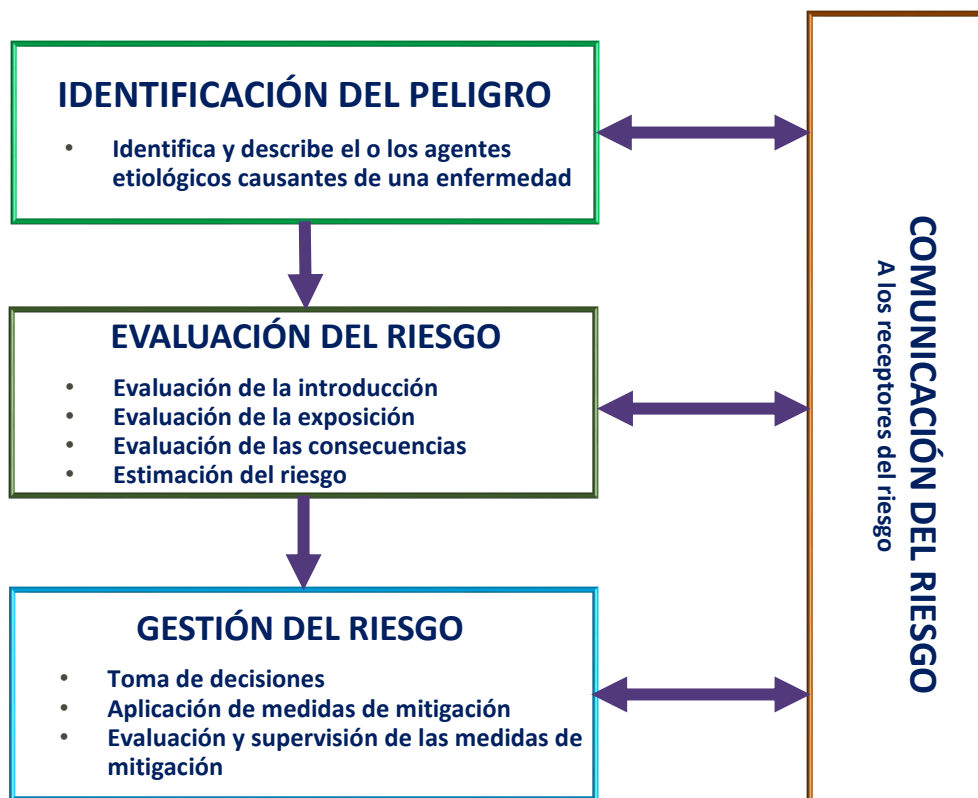 IDENTIFICACIÓN DEL PELIGRO
• Identifica y describe el o los agentes
etiológicos causantes de una enfermedad
EVALUACIÓN DEL RIESGO
• Evaluación de la introducción
• Evaluación de la exposición
• Evaluación de las consecuencias
• Estimación del riesgo
GESTIÓN DEL RIESGO
• Toma de decisiones
• Aplicación de medidas de mitigación
• Evaluación y supervisión de las medidas de
mitigación
COMUNICACIÓN DEL RIESGO
A los receptores del riesgo